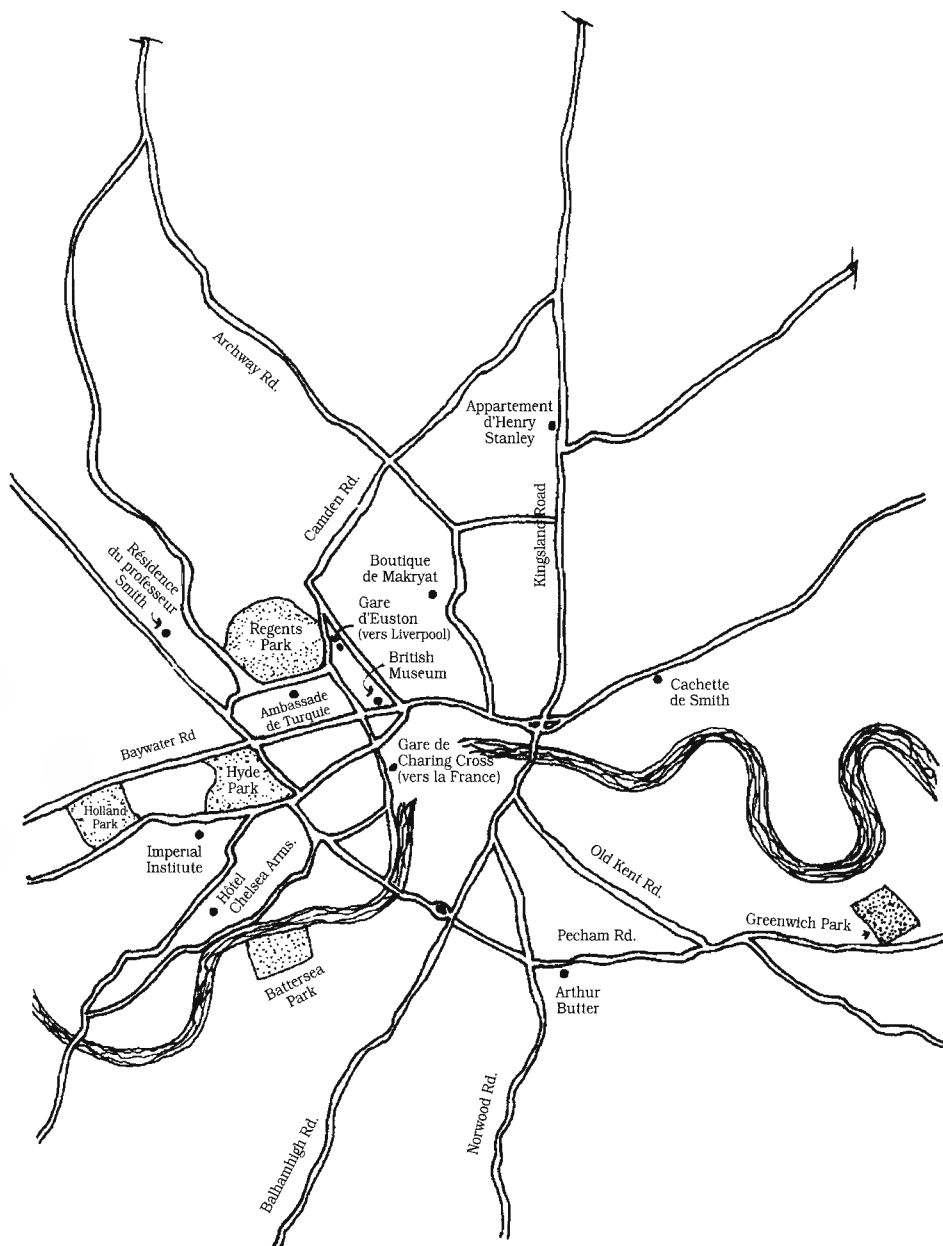 Archway Rd.
Appartement
d'Henry
Stanley
Camden Rd.
Kingsland Road
Résidence
du professeur
Smith
Boutique
de Makryat
Gare
d'Euston
(vers Liverpool)
Regents
Park
British
Museum
Ambassade
de Turquie
Cachette
de Smith
Baywater Rd
Gare de
Charing Cross
(vers la France)
Hyde
Park
Holland
Park
Imperial
Institute
Hôtel
Chelsea Arms.
Old Kent Rd.
Greenwich Park
Pecham Rd.
Battersea
Park
Arthur
Butter
Norwood Rd.
Balhamhigh Rd.